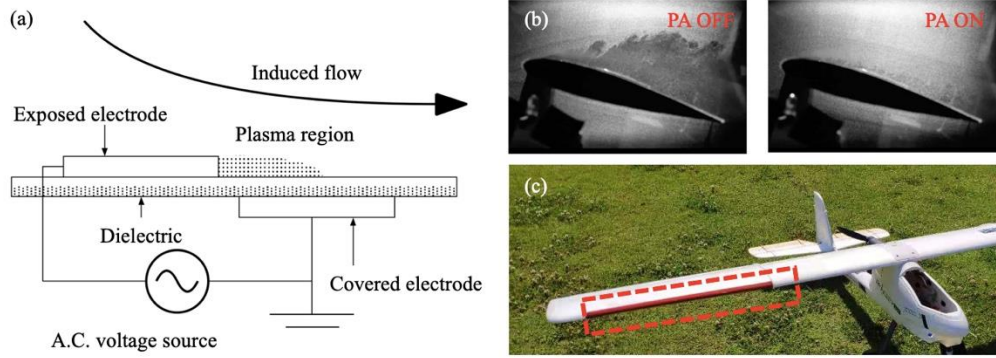 (a)
Induced flow
Exposed electrode
Plasma region
Dielectric
Covered electrode
A.C. voltage source
(b)
PA OFF
PA ON
(c)